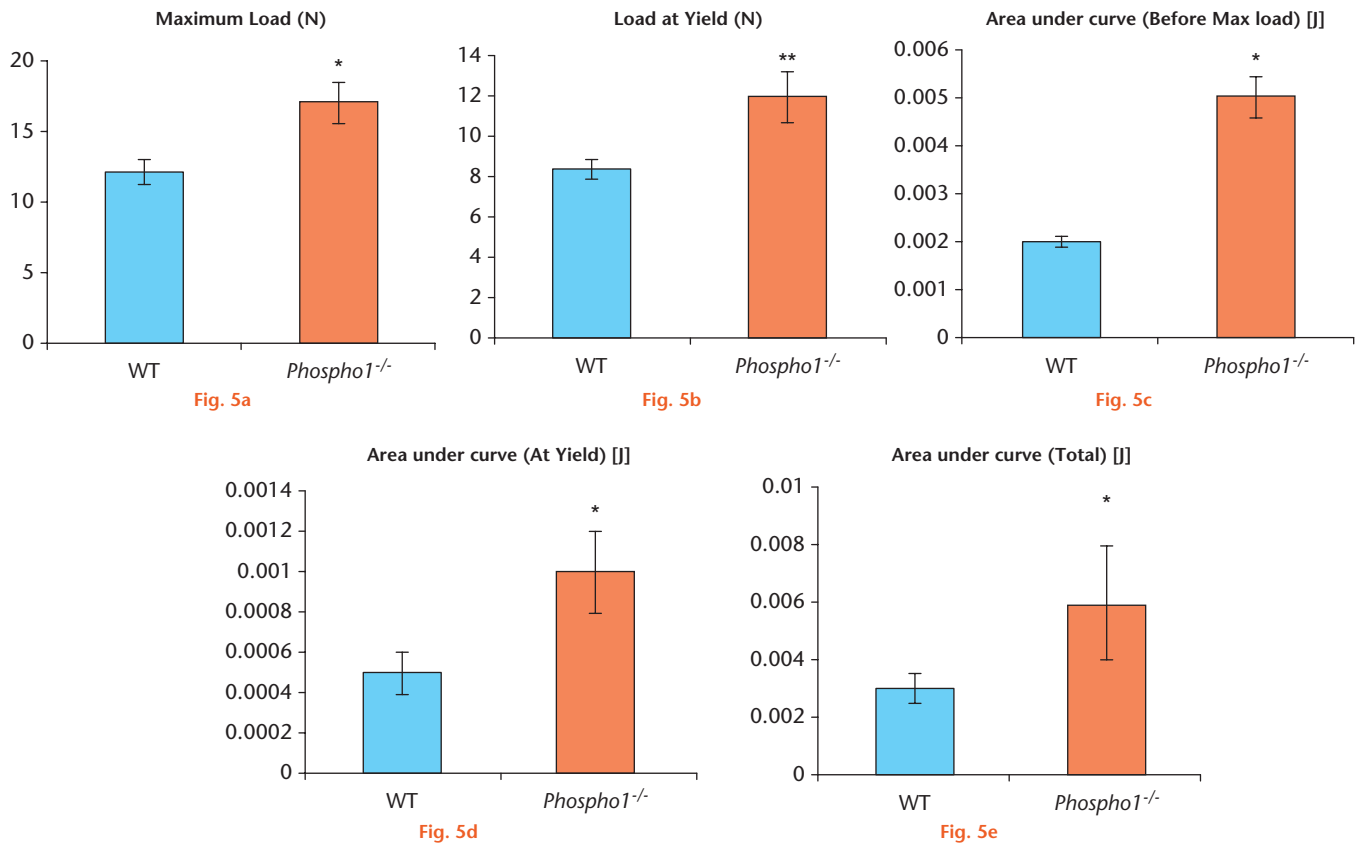 Maximum Load (N)
20
15
10
5
0
*
WT
Phospho1-/-
Fig. 5a
Load at Yield (N)
14
12
10
8
6
4
2
0
**
WT
Phospho1-/-
Fig. 5b
Area under curve (Before Max load) [J]
0.006
0.005
0.004
0.003
0.002
0.001
0
*
WT
Phospho1-/-
Fig. 5c
Area under curve (At Yield) [J]
0.0014
0.0012
0.001
0.0008
0.0006
0.0004
0.0002
0
*
WT
Phospho1-/-
Fig. 5d
Area under curve (Total) [J]
0.01
0.008
0.006
0.004
0.002
0
*
WT
Phospho1-/-
Fig. 5e